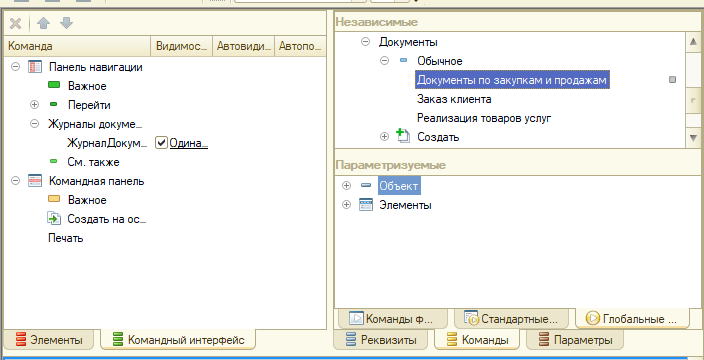 Команда Видимос... Автовиди... Автопо...
Панель навигации
Важное
Перейти
Журналы докуме...
ЖурналДокум... Одина...
См. также
Командная панель
Важное
Создать на ос...
Печать
Элементы Командный интерфейс
Независимые
Документы
Обычное
Документы по закупкам и продажам
Заказ клиента
Реализация товаров услуг
Создать
Параметризуемые
Объект
Элементы
Команды ф... Стандартные... Глобальные ...
Реквизиты Команды Параметры